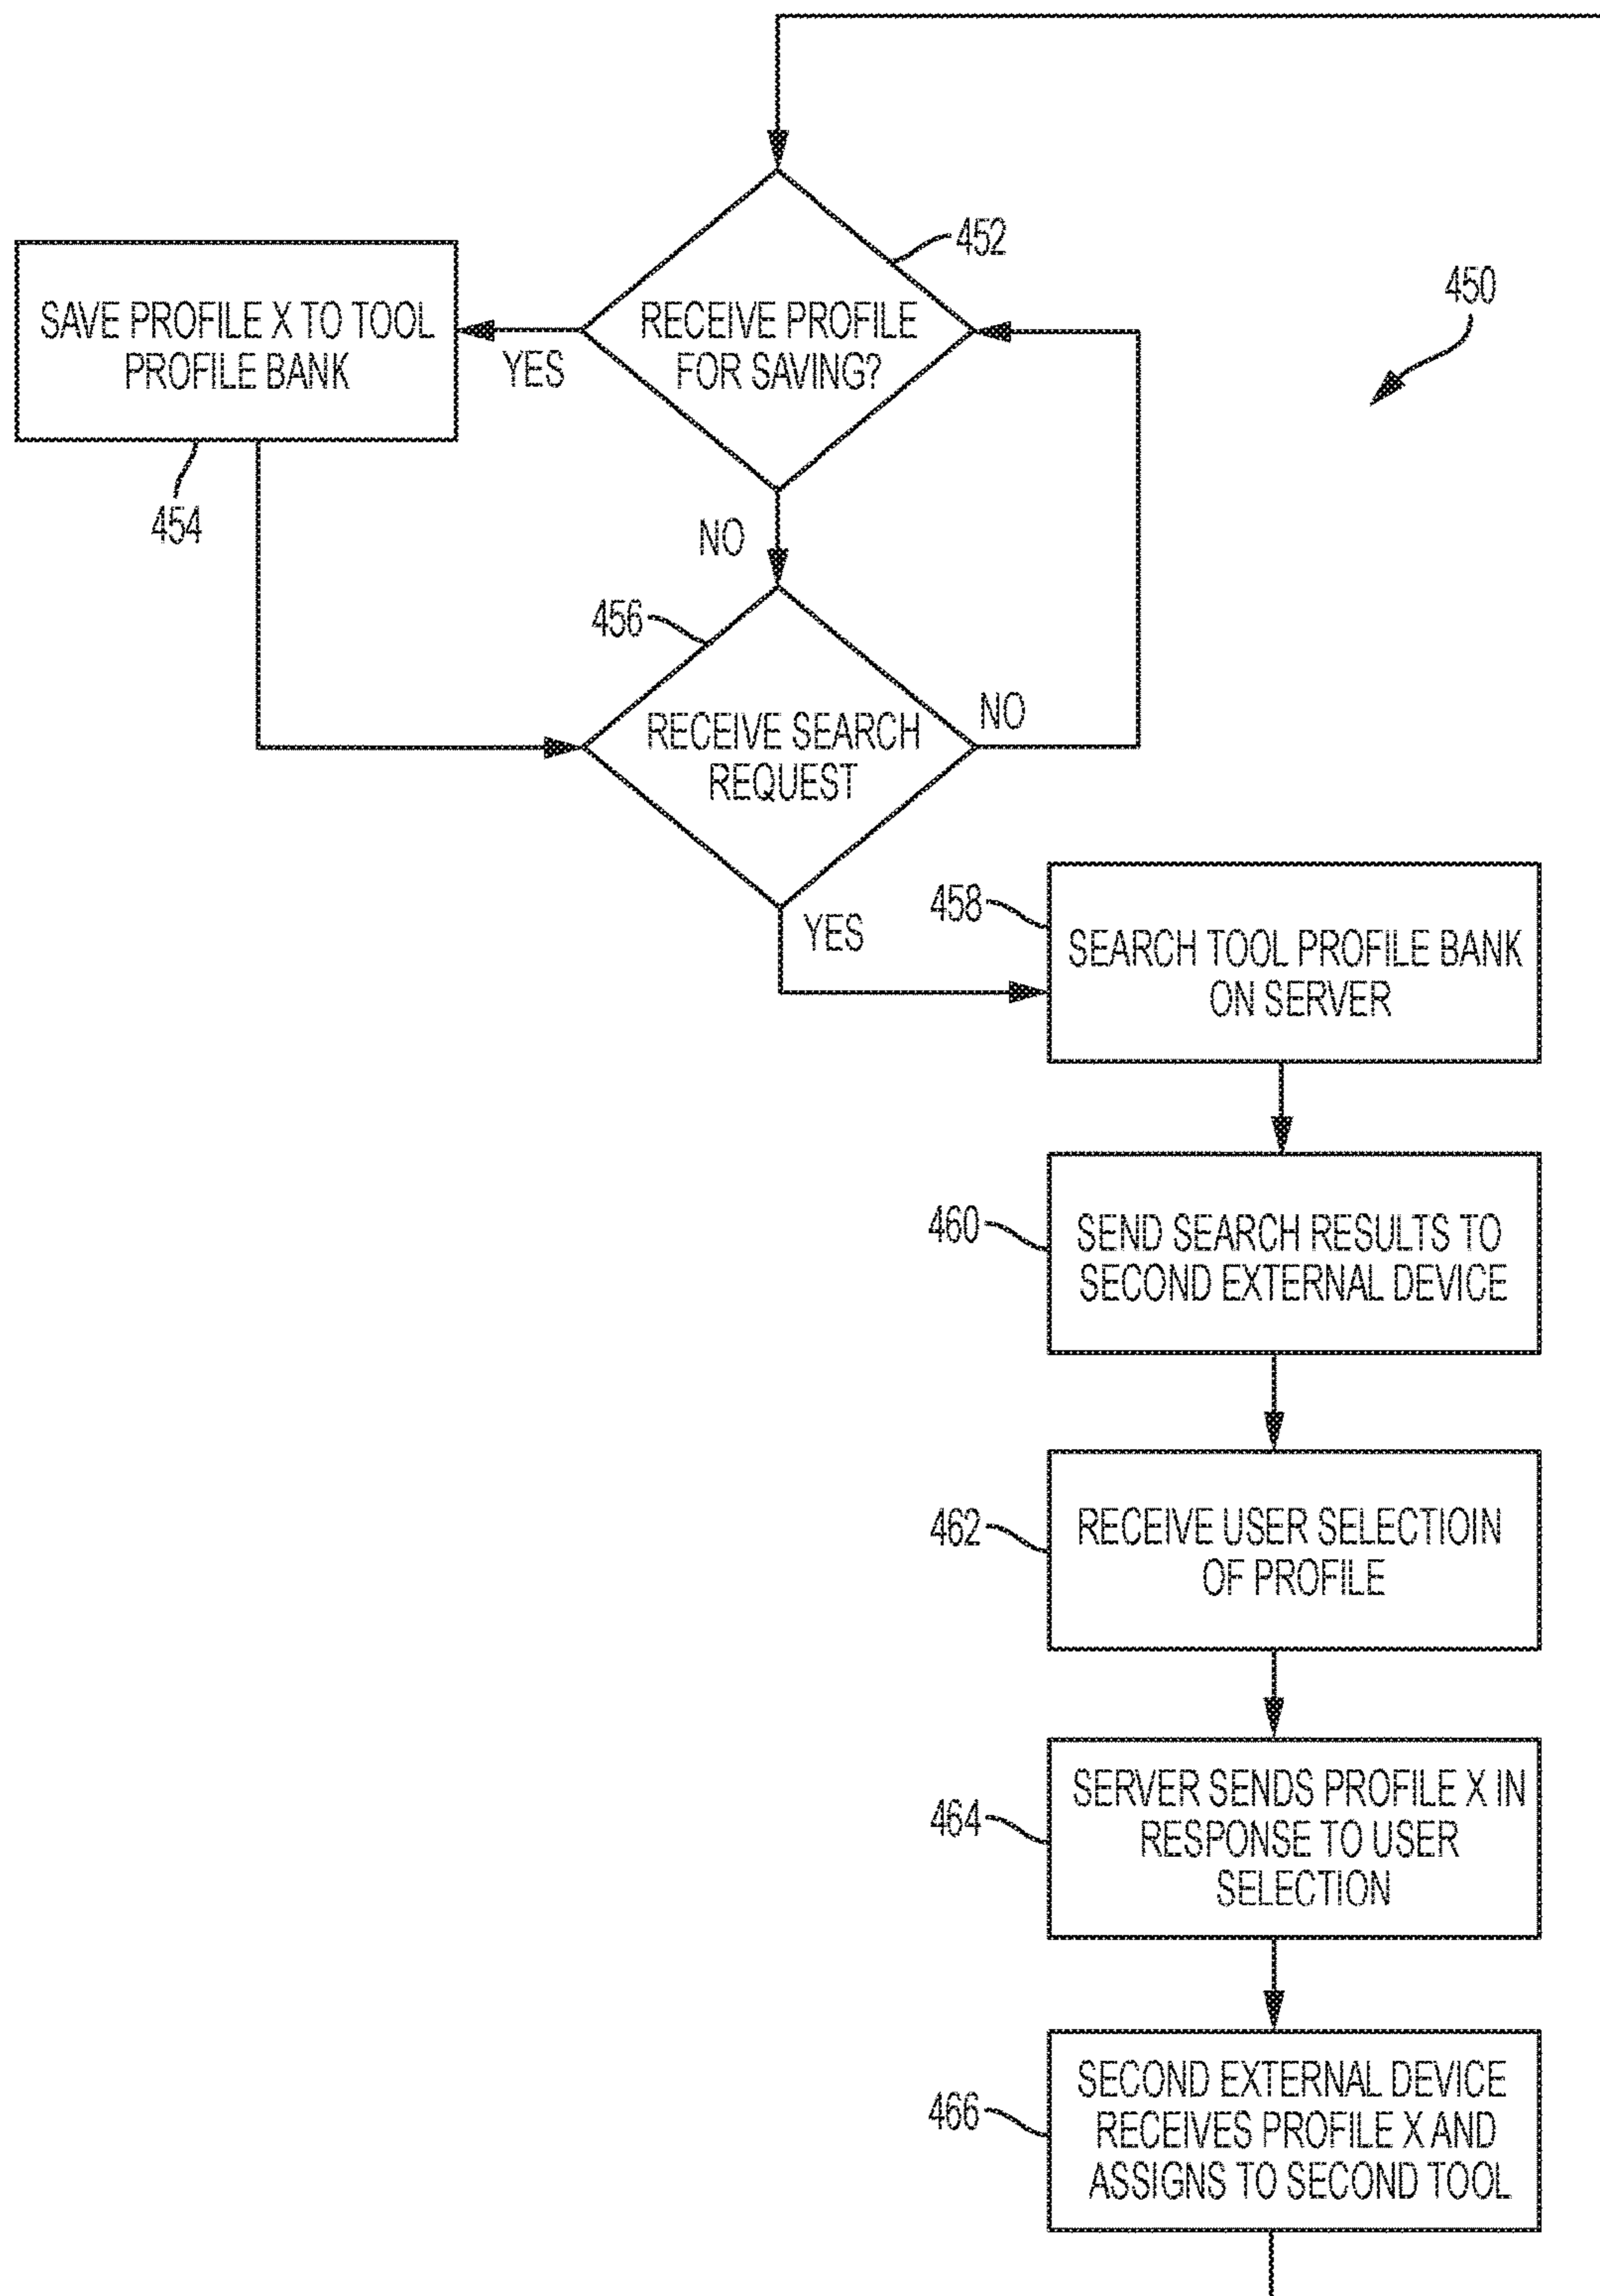 452
450
SAVE PROFILE X TO TOOL
PROFILE BANK
YES
RECEIVE PROFILE
FOR SAVING?
454
NO
456
RECEIVE SEARCH
REQUEST
NO
YES
458
SEARCH TOOL PROFILE BANK
ON SERVER
460
SEND SEARCH RESULTS TO
SECOND EXTERNAL DEVICE
462
RECEIVE USER SELECTIOIN
OF PROFILE
464
SERVER SENDS PROFILE X IN
RESPONSE TO USER
SELECTION
466
SECOND EXTERNAL DEVICE
RECEIVES PROFILE X AND
ASSIGNS TO SECOND TOOL